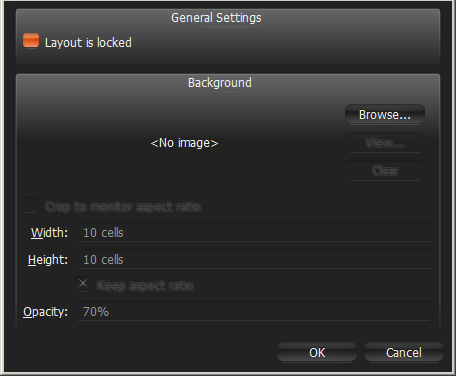 General Settings
Layout is locked
Background
Browse...
<No image>
View...
Clear
Crop to monitor aspect ratio
Width: 10 cells
Height: 10 cells
Keep aspect ratio
Opacity: 70%
OK Cancel